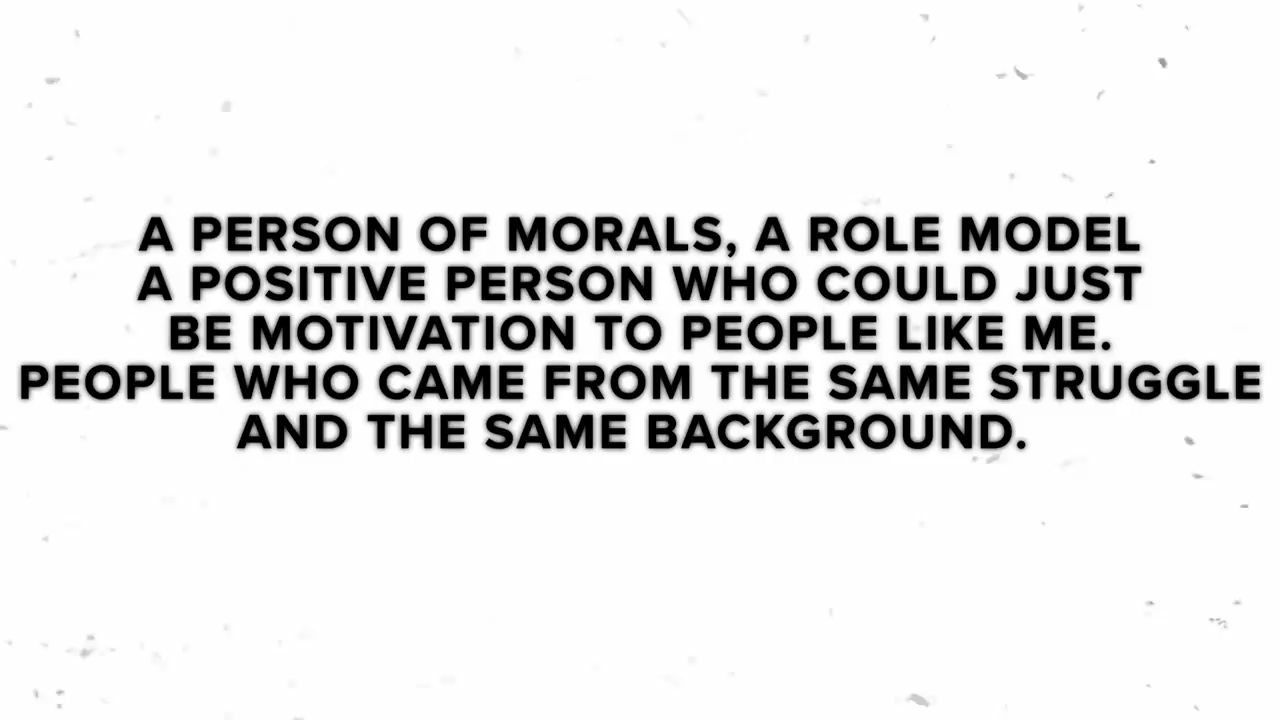 A PERSON OF MORALS, A ROLE MODEL
A POSITIVE PERSON WHO COULD JUST
BE MOTIVATION TO PEOPLE LIKE ME.
PEOPLE WHO CAME FROM THE SAME STRUGGLE
AND THE SAME BACKGROUND.